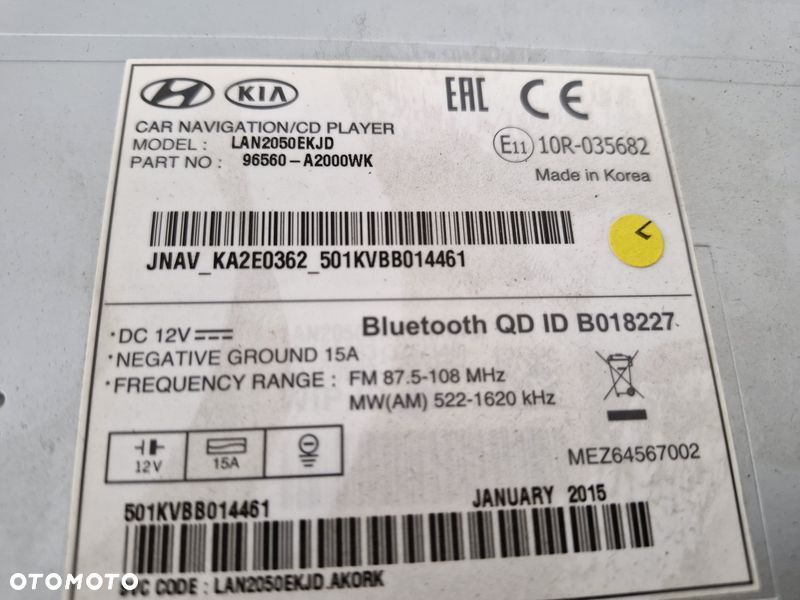 KIA
EAC CE
CAR NAVIGATION/CD PLAYER
MODEL : LAN2050EKJD
PART NO : 96560-A2000WK
E11 10R-035682
Made in Korea
JNAV_KA2E0362_501KVBB014461
·DC 12V
Bluetooth QD ID B018227
·NEGATIVE GROUND 15A
·FREQUENCY RANGE : FM 87.5-108 MHz
MW(AM) 522-1620 kHz
12V
15A
MEZ64567002
501KVBB014461
JANUARY 2015
SVC CODE : LAN2050EKJD.AKORK
OTOMOTO